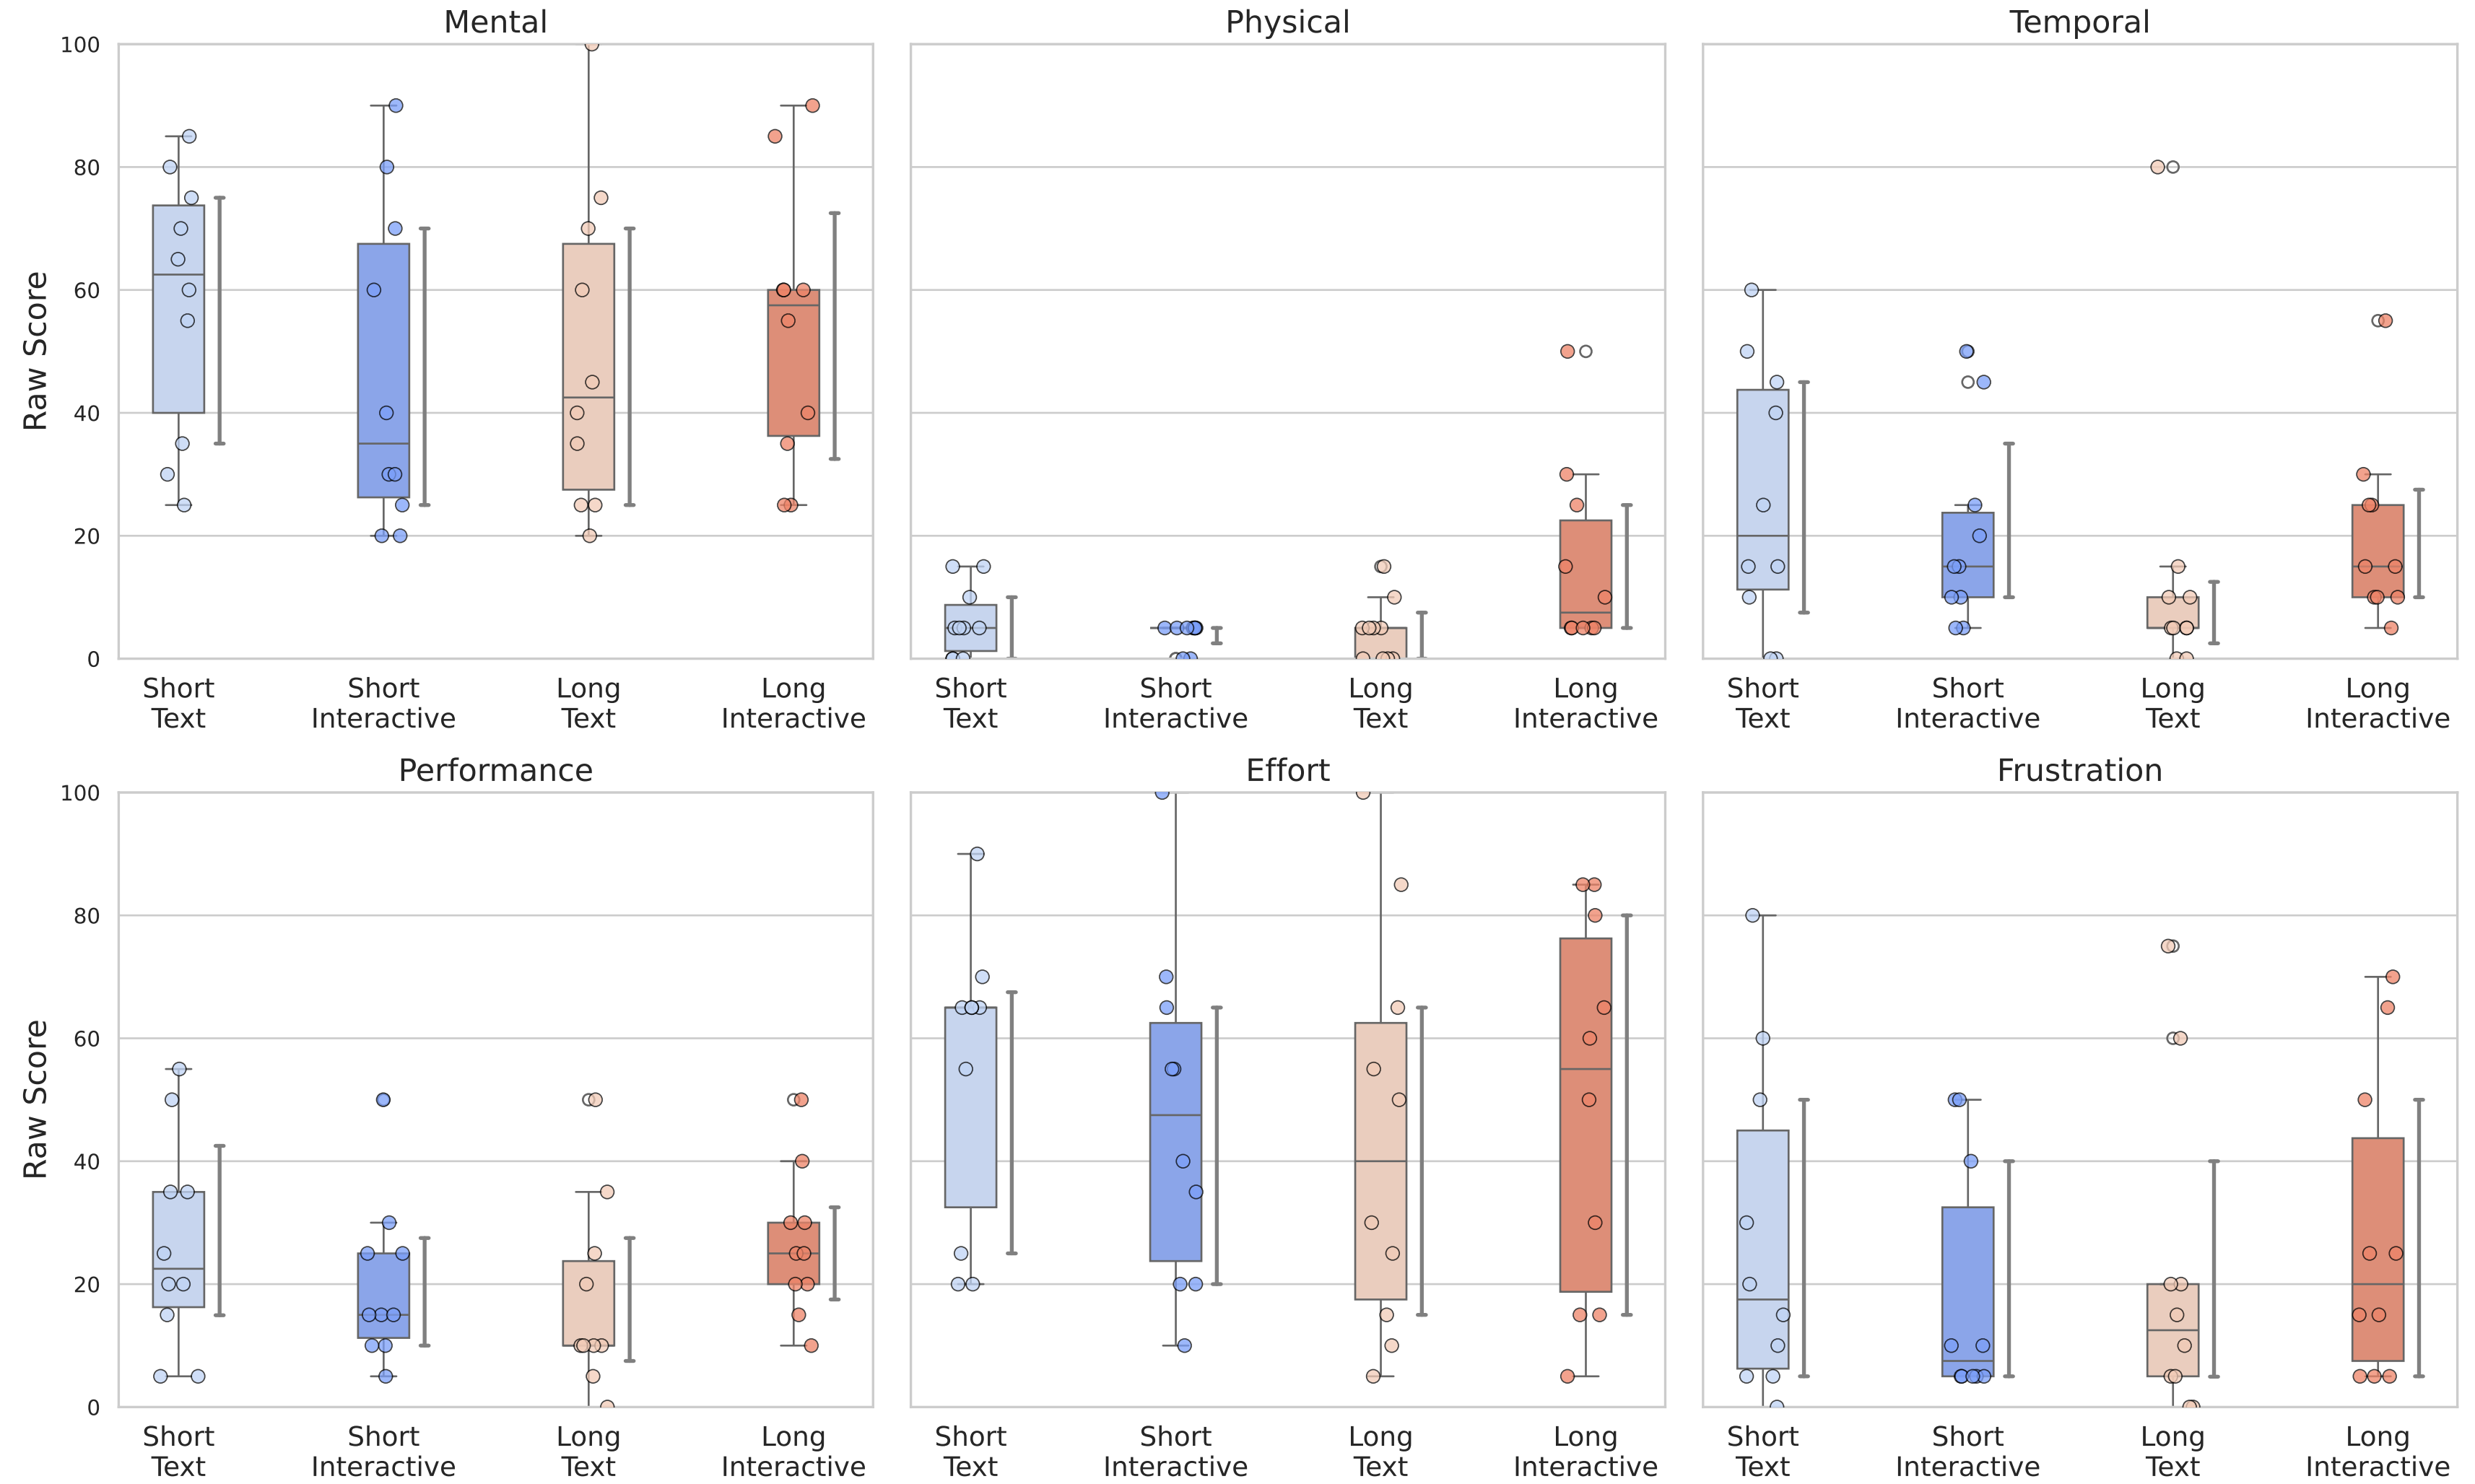 Mental
Physical
Temporal
Raw Score
100
80
60
40
20
0
Short
Text
Short
Interactive
Long
Text
Long
Interactive
Short
Text
Short
Interactive
Long
Text
Long
Interactive
Short
Text
Short
Interactive
Long
Text
Long
Interactive
Performance
Effort
Frustration
Raw Score
100
80
60
40
20
0
Short
Text
Short
Interactive
Long
Text
Long
Interactive
Short
Text
Short
Interactive
Long
Text
Long
Interactive
Short
Text
Short
Interactive
Long
Text
Long
Interactive